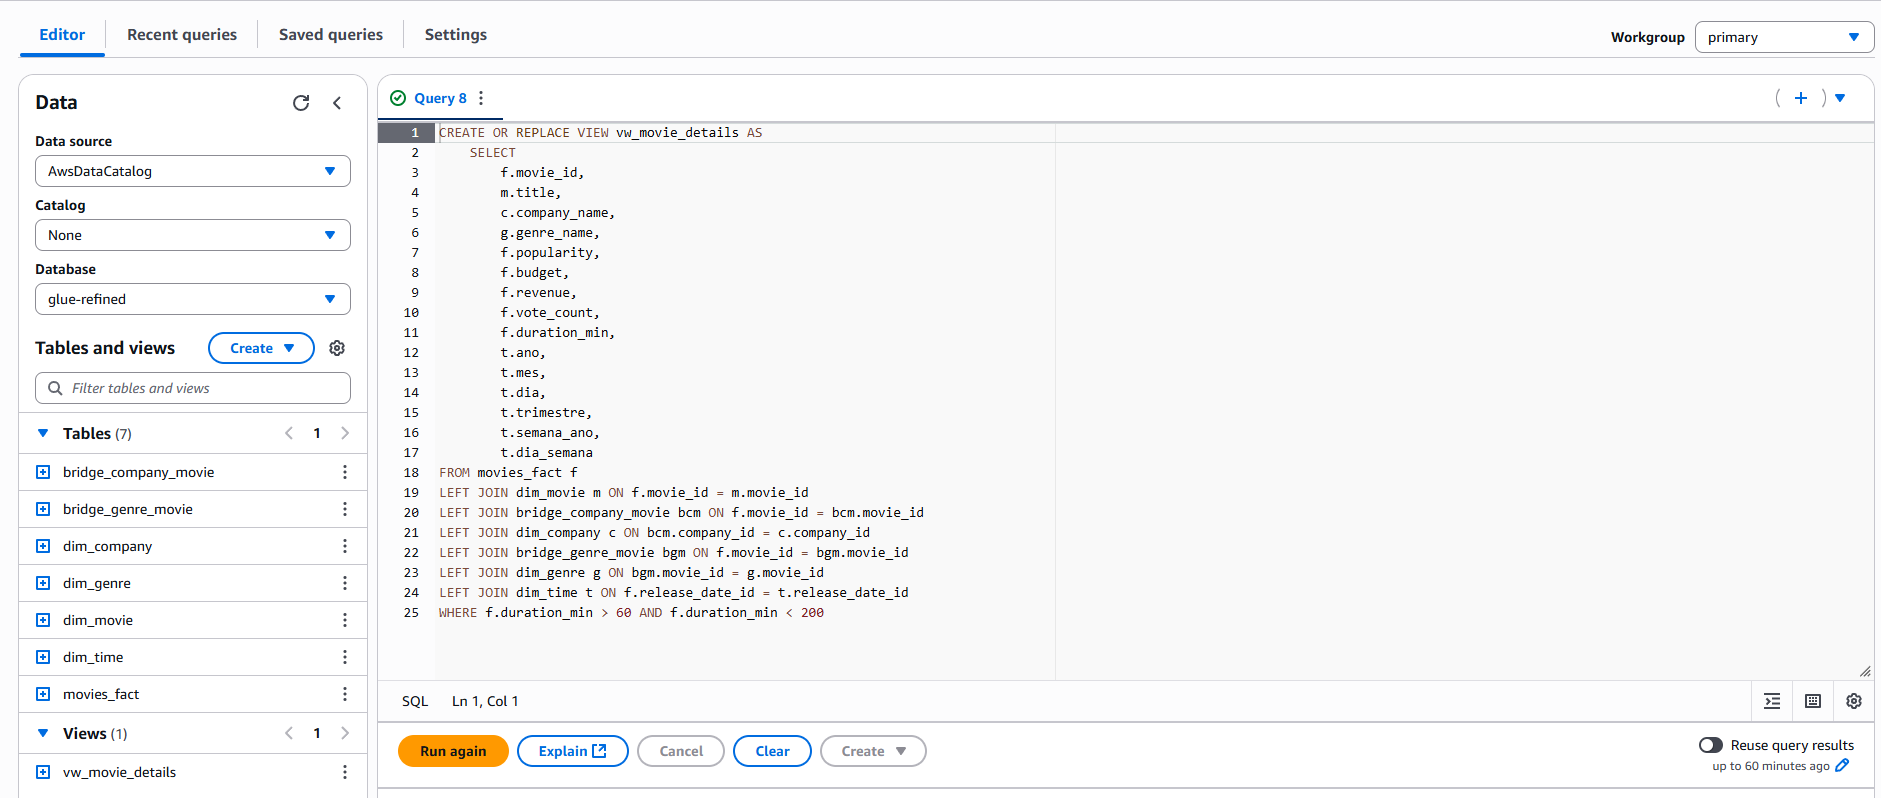 Editor
Recent queries
Saved queries
Settings
Workgroup
primary
Data
Data source
AwsDataCatalog
Catalog
None
Database
glue-refined
Tables and views
Create
Filter tables and views
Tables (7)
1
bridge_company_movie
bridge_genre_movie
dim_company
dim_genre
dim_movie
dim_time
movies_fact
Views (1)
1
vw_movie_details
Query 8
1 CREATE OR REPLACE VIEW vw_movie_details AS
2 SELECT
3 f.movie_id,
4 m.title,
5 c.company_name,
6 g.genre_name,
7 f.popularity,
8 f.budget,
9 f.revenue,
10 f.vote_count,
11 f.duration_min,
12 t.ano,
13 t.mes,
14 t.dia,
15 t.trimestre,
16 t.semana_ano,
17 t.dia_semana
18 FROM movies_fact f
19 LEFT JOIN dim_movie m ON f.movie_id = m.movie_id
20 LEFT JOIN bridge_company_movie bcm ON f.movie_id = bcm.movie_id
21 LEFT JOIN dim_company c ON bcm.company_id = c.company_id
22 LEFT JOIN bridge_genre_movie bgm ON f.movie_id = bgm.movie_id
23 LEFT JOIN dim_genre g ON bgm.movie_id = g.movie_id
24 LEFT JOIN dim_time t ON f.release_date_id = t.release_date_id
25 WHERE f.duration_min > 60 AND f.duration_min < 200
SQL Ln 1, Col 1
Run again
Explain
Cancel
Clear
Create
Reuse query results
up to 60 minutes ago